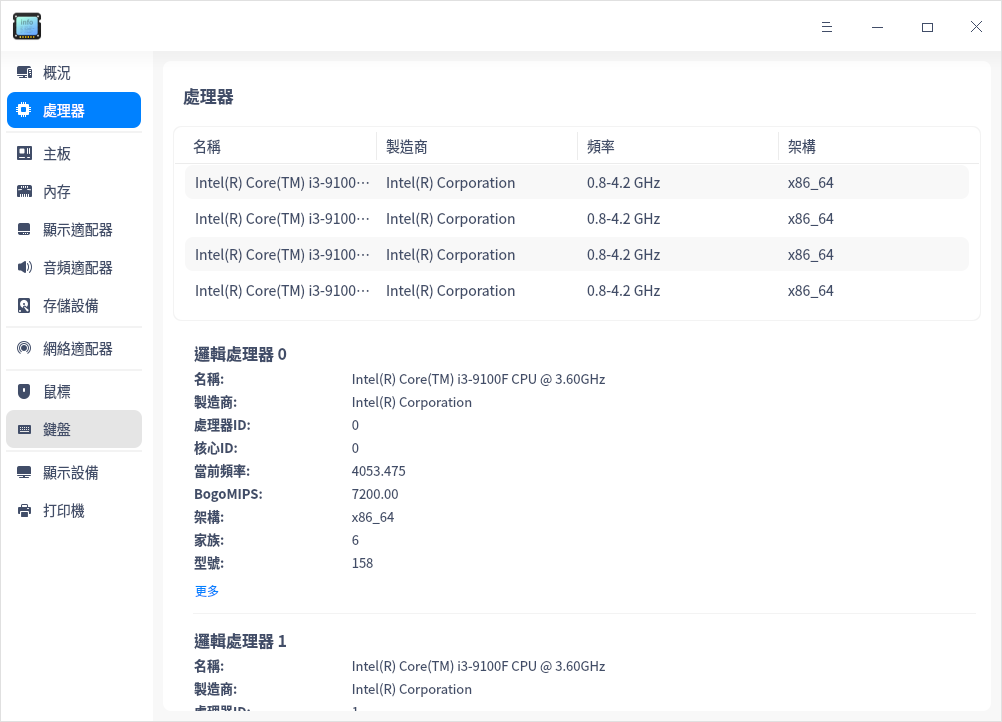 概況
處理器
主板
內存
顯示適配器
音頻適配器
存儲設備
網絡適配器
鼠標
鍵盤
顯示設備
打印機
處理器
名稱 製造商 頻率 架構
Intel(R) Core(TM) i3-9100⋯ Intel(R) Corporation 0.8-4.2 GHz x86_64
Intel(R) Core(TM) i3-9100⋯ Intel(R) Corporation 0.8-4.2 GHz x86_64
Intel(R) Core(TM) i3-9100⋯ Intel(R) Corporation 0.8-4.2 GHz x86_64
Intel(R) Core(TM) i3-9100⋯ Intel(R) Corporation 0.8-4.2 GHz x86_64
邏輯處理器 0
名稱: Intel(R) Core(TM) i3-9100F CPU @ 3.60GHz
製造商: Intel(R) Corporation
處理器ID: 0
核心ID: 0
當前頻率: 4053.475
BogoMIPS: 7200.00
架構: x86_64
家族: 6
型號: 158
更多
邏輯處理器 1
名稱: Intel(R) Core(TM) i3-9100F CPU @ 3.60GHz
製造商: Intel(R) Corporation
處理器ID: 1